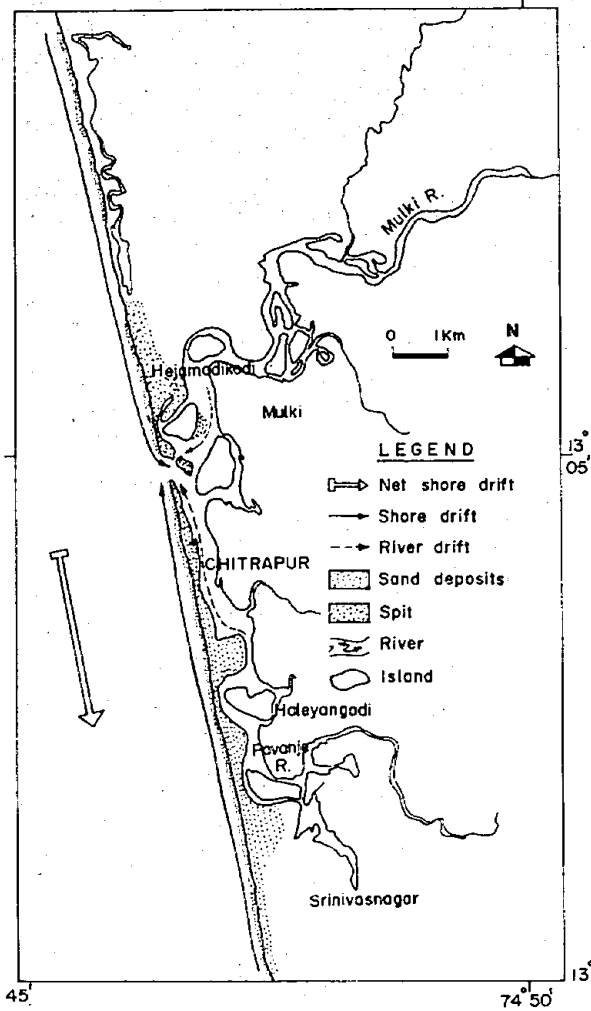 Mulki R.
0 1Km
N
Hejamadikodi
Mulki
13°
05'
LEGEND
Net shore drift
Shore drift
River drift
CHITRAPUR
Sand deposits
Spit
River
Island
Haleyangadi
Pavanje
R.
Srinivasnagar
13°
45'
74°50'